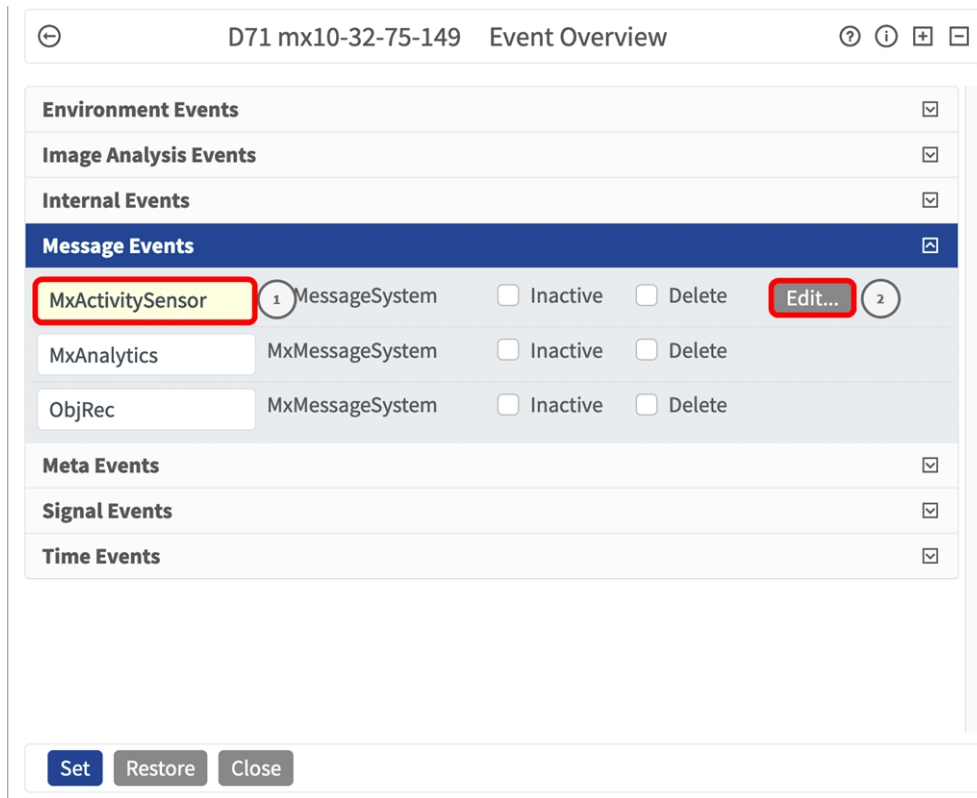 D71 mx10-32-75-149 Event Overview
Environment Events
Image Analysis Events
Internal Events
Message Events
MxActivitySensor 1 MessageSystem Inactive Delete Edit... 2
MxAnalytics MxMessageSystem Inactive Delete
ObjRec MxMessageSystem Inactive Delete
Meta Events
Signal Events
Time Events
Set Restore Close